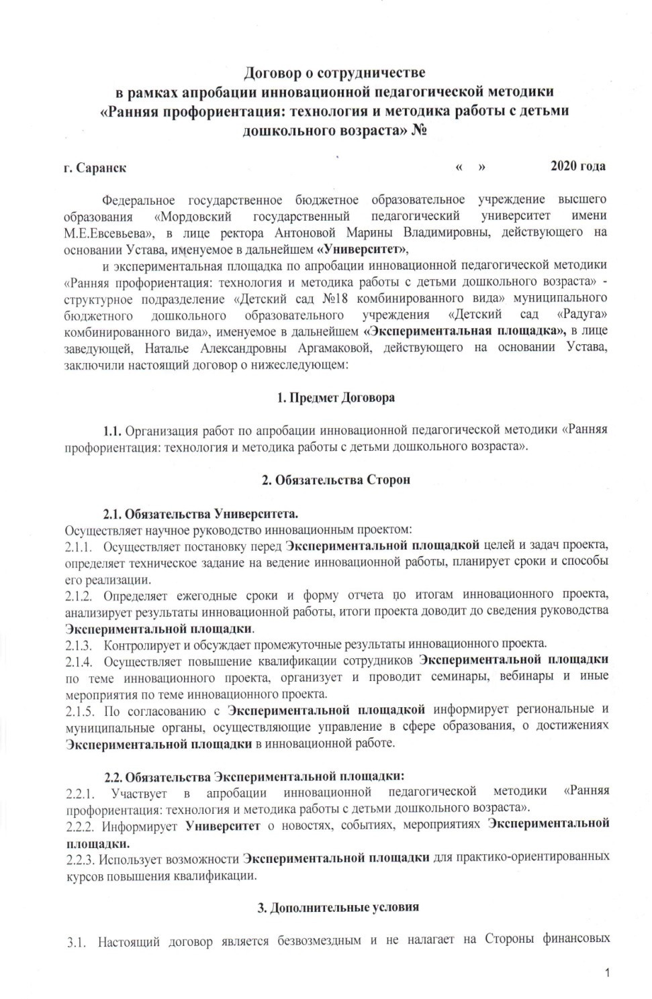 Договор о сотрудничестве
в рамках апробации инновационной педагогической методики
«Ранняя профориентация: технология и методика работы с детьми
дошкольного возраста» №
г. Саранск « » 2020 года
Федеральное государственное бюджетное образовательное учреждение высшего
образования «Мордовский государственный педагогический университет имени
М.Е.Евсевьева», в лице ректора Антоновой Марины Владимировны, действующего на
основании Устава, именуемое в дальнейшем «Университет»,
и экспериментальная площадка по апробации инновационной педагогической методики
«Ранняя профориентация: технология и методика работы с детьми дошкольного возраста» -
структурное подразделение «Детский сад №18 комбинированного вида» муниципального
бюджетного дошкольного образовательного учреждения «Детский сад «Радуга»
комбинированного вида», именуемое в дальнейшем «Экспериментальная площадка», в лице
заведующей, Наталье Александровны Аргамаковой, действующего на основании Устава,
заключили настоящий договор о нижеследующем:
1. Предмет Договора
1.1. Организация работ по апробации инновационной педагогической методики «Ранняя
профориентация: технология и методика работы с детьми дошкольного возраста».
2. Обязательства Сторон
2.1. Обязательства Университета.
Осуществляет научное руководство инновационным проектом:
2.1.1. Осуществляет постановку перед Экспериментальной площадкой целей и задач проекта,
определяет техническое задание на ведение инновационной работы, планирует сроки и способы
его реализации.
2.1.2. Определяет ежегодные сроки и форму отчета по итогам инновационного проекта,
анализирует результаты инновационной работы, итоги проекта доводит до сведения руководства
Экспериментальной площадки.
2.1.3. Контролирует и обсуждает промежуточные результаты инновационного проекта.
2.1.4. Осуществляет повышение квалификации сотрудников Экспериментальной площадки
по теме инновационного проекта, организует и проводит семинары, вебинары и иные
мероприятия по теме инновационного проекта.
2.1.5. По согласованию с Экспериментальной площадкой информирует региональные и
муниципальные органы, осуществляющие управление в сфере образования, о достижениях
Экспериментальной площадки в инновационной работе.
2.2. Обязательства Экспериментальной площадки:
2.2.1. Участвует в апробации инновационной педагогической методики «Ранняя
профориентация: технология и методика работы с детьми дошкольного возраста».
2.2.2. Информирует Университет о новостях, событиях, мероприятиях Экспериментальной
площадки.
2.2.3. Использует возможности Экспериментальной площадки для практико-ориентированных
курсов повышения квалификации.
3. Дополнительные условия
3.1. Настоящий договор является безвозмездным и не налагает на Стороны финансовых
1